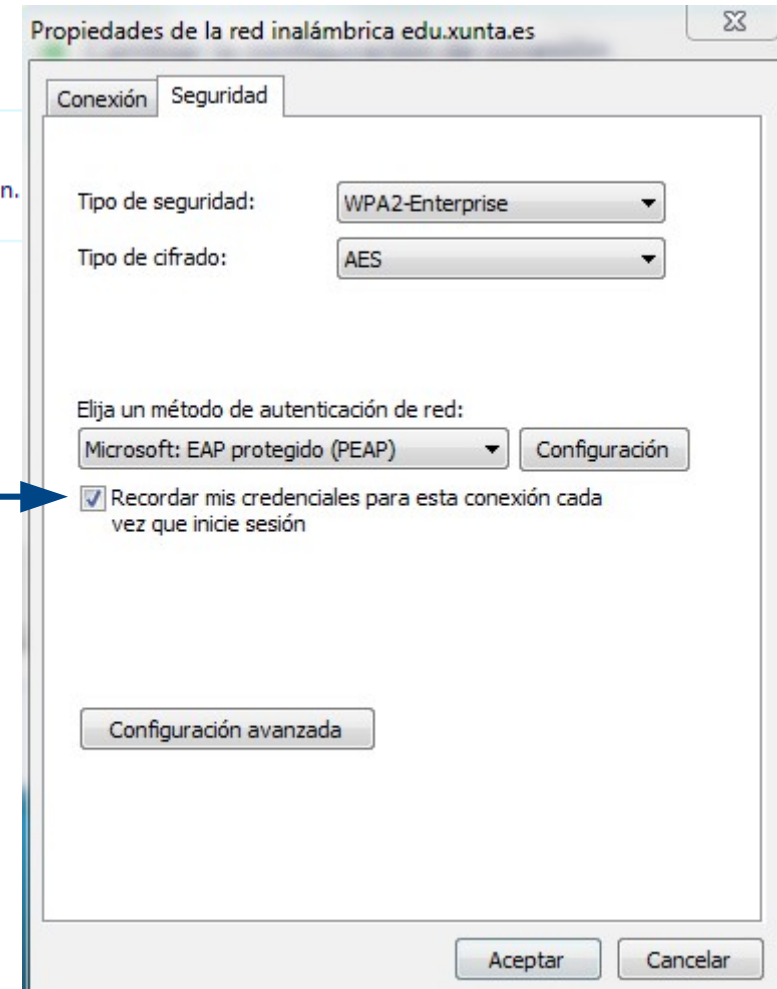 Propiedades de la red inalámbrica edu.xunta.es
Conexión
Seguridad
n.
Tipo de seguridad:
WPA2-Enterprise
Tipo de cifrado:
AES
Elija un método de autenticación de red:
Microsoft: EAP protegido (PEAP)
Configuración
Recordar mis credenciales para esta conexión cada
vez que inicie sesión
Configuración avanzada
Aceptar
Cancelar